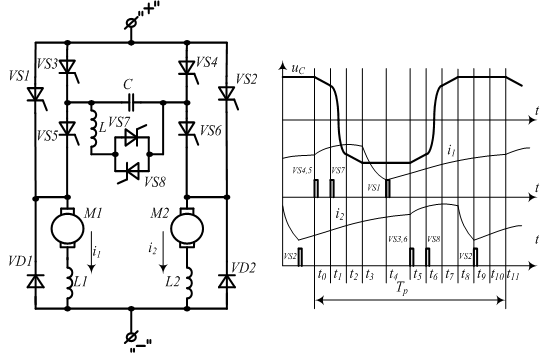 "+"
VS1
VS3
VS4
VS2
C
L
VS7
VS5
VS6
VS8
M1
M2
i1
i2
VD1
L1
L2
VD2
"–"
uC
t
i1
VS4,5
VS7
VS1
t
i2
VS2
VS3,6
VS8
VS2
t
t0 t1 t2 t3 t4 t5 t6 t7 t8 t9 t10 t11
Tp